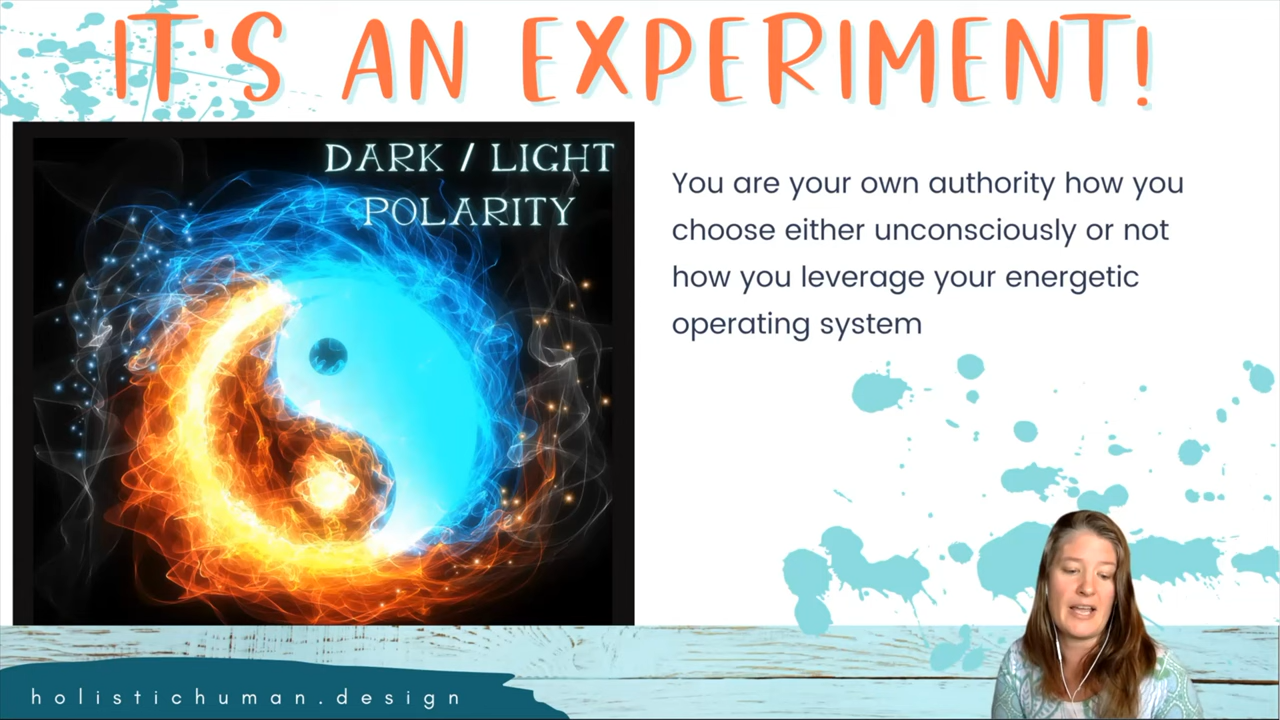 IT'S AN EXPERIMENT!
DARK / LIGHT
POLARITY
You are your own authority how you
choose either unconsciously or not
how you leverage your energetic
operating system
holistichuman.design